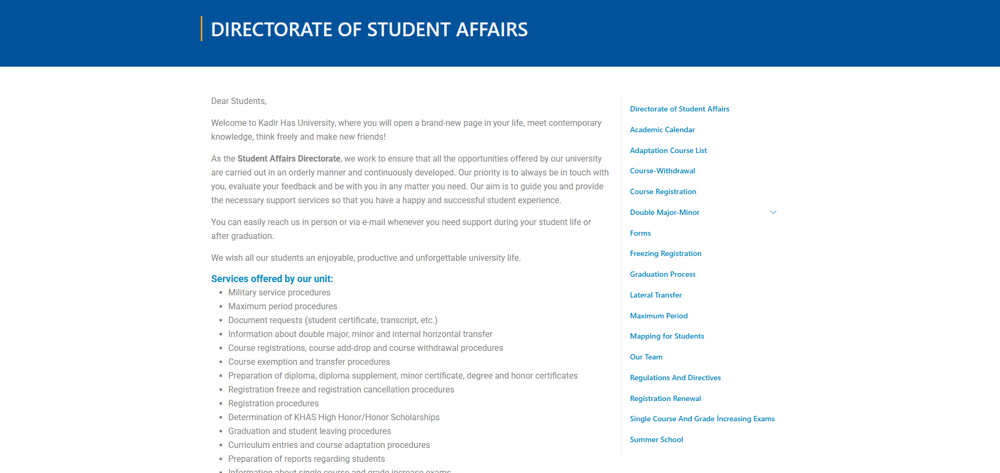 DIRECTORATE OF STUDENT AFFAIRS
Dear Students,
Welcome to Kadir Has University, where you will open a brand-new page in your life, meet contemporary
knowledge, think freely and make new friends!
As the Student Affairs Directorate, we work to ensure that all the opportunities offered by our university
are carried out in an orderly manner and continuously developed. Our priority is to always be in touch with
you, evaluate your feedback and be with you in any matter you need. Our aim is to guide you and provide
the necessary support services so that you have a happy and successful student experience.
You can easily reach us in person or via e-mail whenever you need support during your student life or
after graduation.
We wish all our students an enjoyable, productive and unforgettable university life.
Services offered by our unit:
• Military service procedures
• Maximum period procedures
• Document requests (student certificate, transcript, etc.)
• Information about double major, minor and internal horizontal transfer
• Course registrations, course add-drop and course withdrawal procedures
• Course exemption and transfer procedures
• Preparation of diploma, diploma supplement, minor certificate, degree and honor certificates
• Registration freeze and registration cancellation procedures
• Registration procedures
• Determination of KHAS High Honor/Honor Scholarships
• Graduation and student leaving procedures
• Curriculum entries and course adaptation procedures
• Preparation of reports regarding students
• Information about single course and grade increase exams
Directorate of Student Affairs
Academic Calendar
Adaptation Course List
Course-Withdrawal
Course Registration
Double Major-Minor
Forms
Freezing Registration
Graduation Process
Lateral Transfer
Maximum Period
Mapping for Students
Our Team
Regulations And Directives
Registration Renewal
Single Course And Grade İncreasing Exams
Summer School